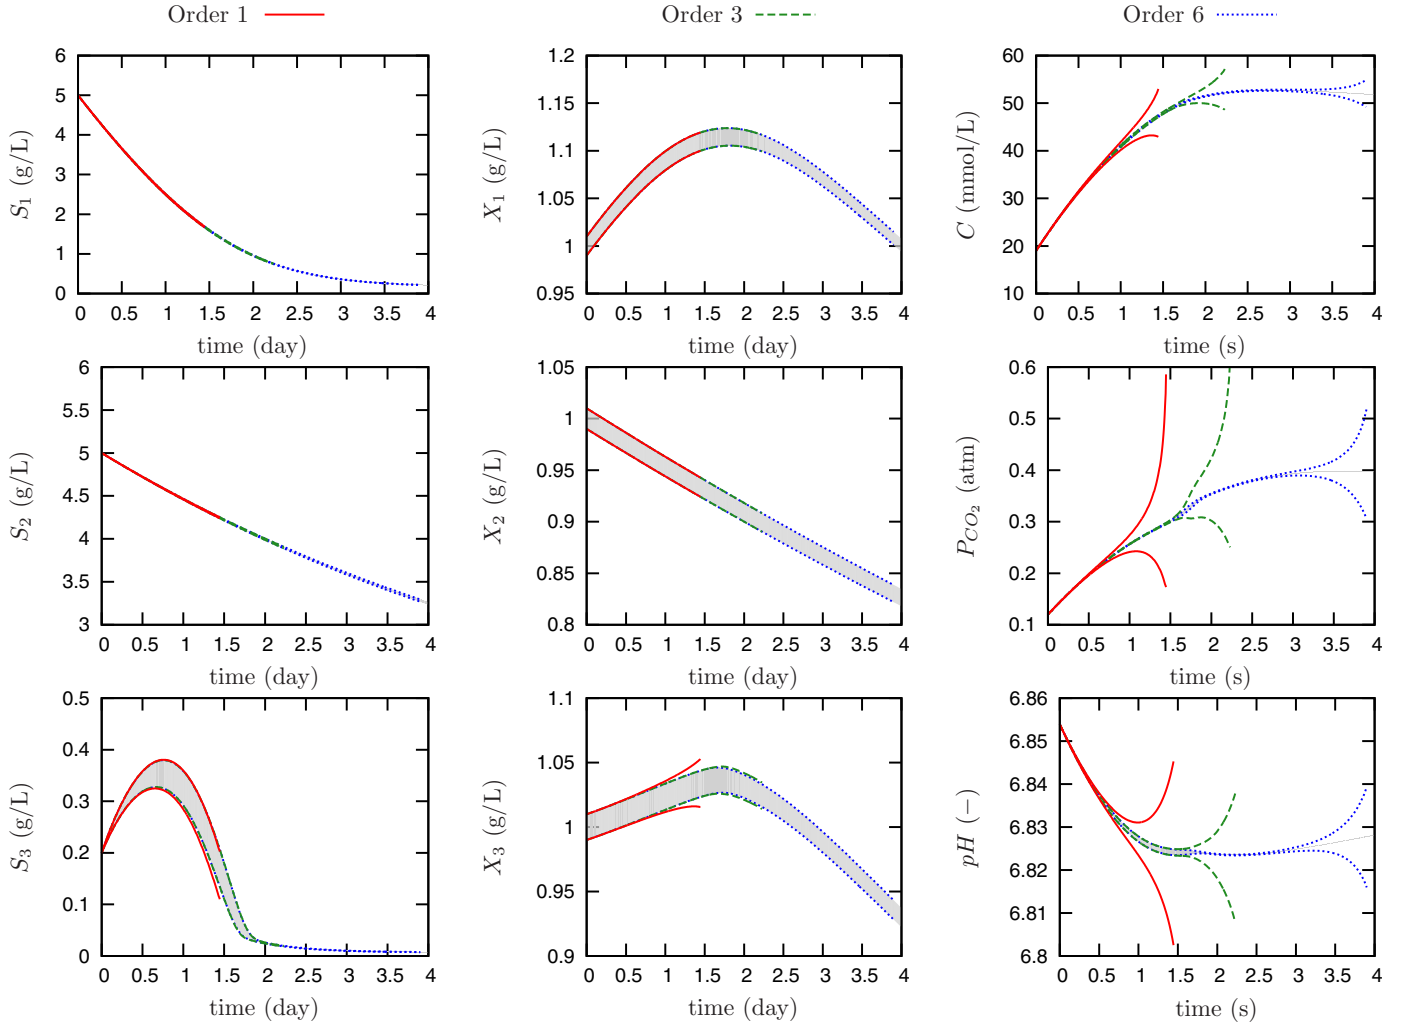 Order 1 Order 3 Order 6
6 5 4 3 2 1 0
S1 (g/L)
0 0.5 1 1.5 2 2.5 3 3.5 4
time (day)
1.2 1.15 1.1 1.05 1 0.95
X1 (g/L)
0 0.5 1 1.5 2 2.5 3 3.5 4
time (day)
60 50 40 30 20 10
C (mmol/L)
0 0.5 1 1.5 2 2.5 3 3.5 4
time (s)
6 5.5 5 4.5 4 3.5 3
S2 (g/L)
0 0.5 1 1.5 2 2.5 3 3.5 4
time (day)
1.05 1 0.95 0.9 0.85 0.8
X2 (g/L)
0 0.5 1 1.5 2 2.5 3 3.5 4
time (day)
0.6 0.5 0.4 0.3 0.2 0.1
PCO2 (atm)
0 0.5 1 1.5 2 2.5 3 3.5 4
time (s)
0.5 0.4 0.3 0.2 0.1 0
S3 (g/L)
0 0.5 1 1.5 2 2.5 3 3.5 4
time (day)
1.1 1.05 1 0.95 0.9
X3 (g/L)
0 0.5 1 1.5 2 2.5 3 3.5 4
time (day)
6.86 6.85 6.84 6.83 6.82 6.81 6.8
pH (−)
0 0.5 1 1.5 2 2.5 3 3.5 4
time (s)